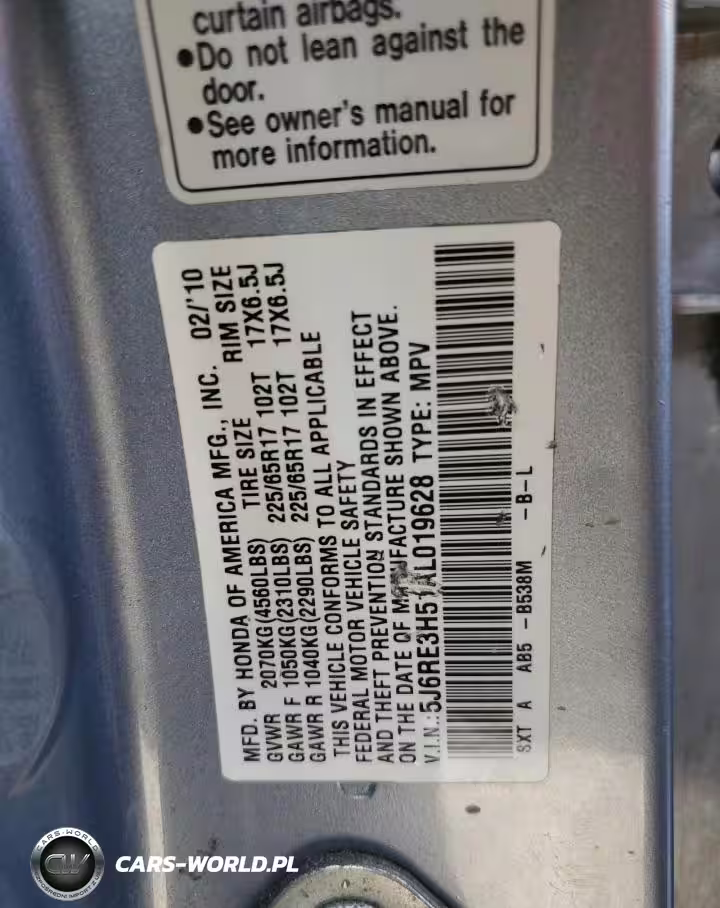 curtain airbags.
●Do not lean against the
door.
●See owner's manual for
more information.
MFD. BY HONDA OF AMERICA MFG., INC. 02/'10
GVWR 2070KG(4560LBS) TIRE SIZE RIM SIZE
GAWR F 1050KG(2310LBS) 225/65R17 102T 17X6.5J
GAWR R 1040KG(2290LBS) 225/65R17 102T 17X6.5J
THIS VEHICLE CONFORMS TO ALL APPLICABLE
FEDERAL MOTOR VEHICLE SAFETY
AND THEFT PREVENTION STANDARDS IN EFFECT
ON THE DATE OF MANUFACTURE SHOWN ABOVE.
V.I.N.:5J6RE3H51AL019628 TYPE: MPV
SXT A AB5 -B538M -B-L
CARS-WORLD
CARS-WORLD.PL